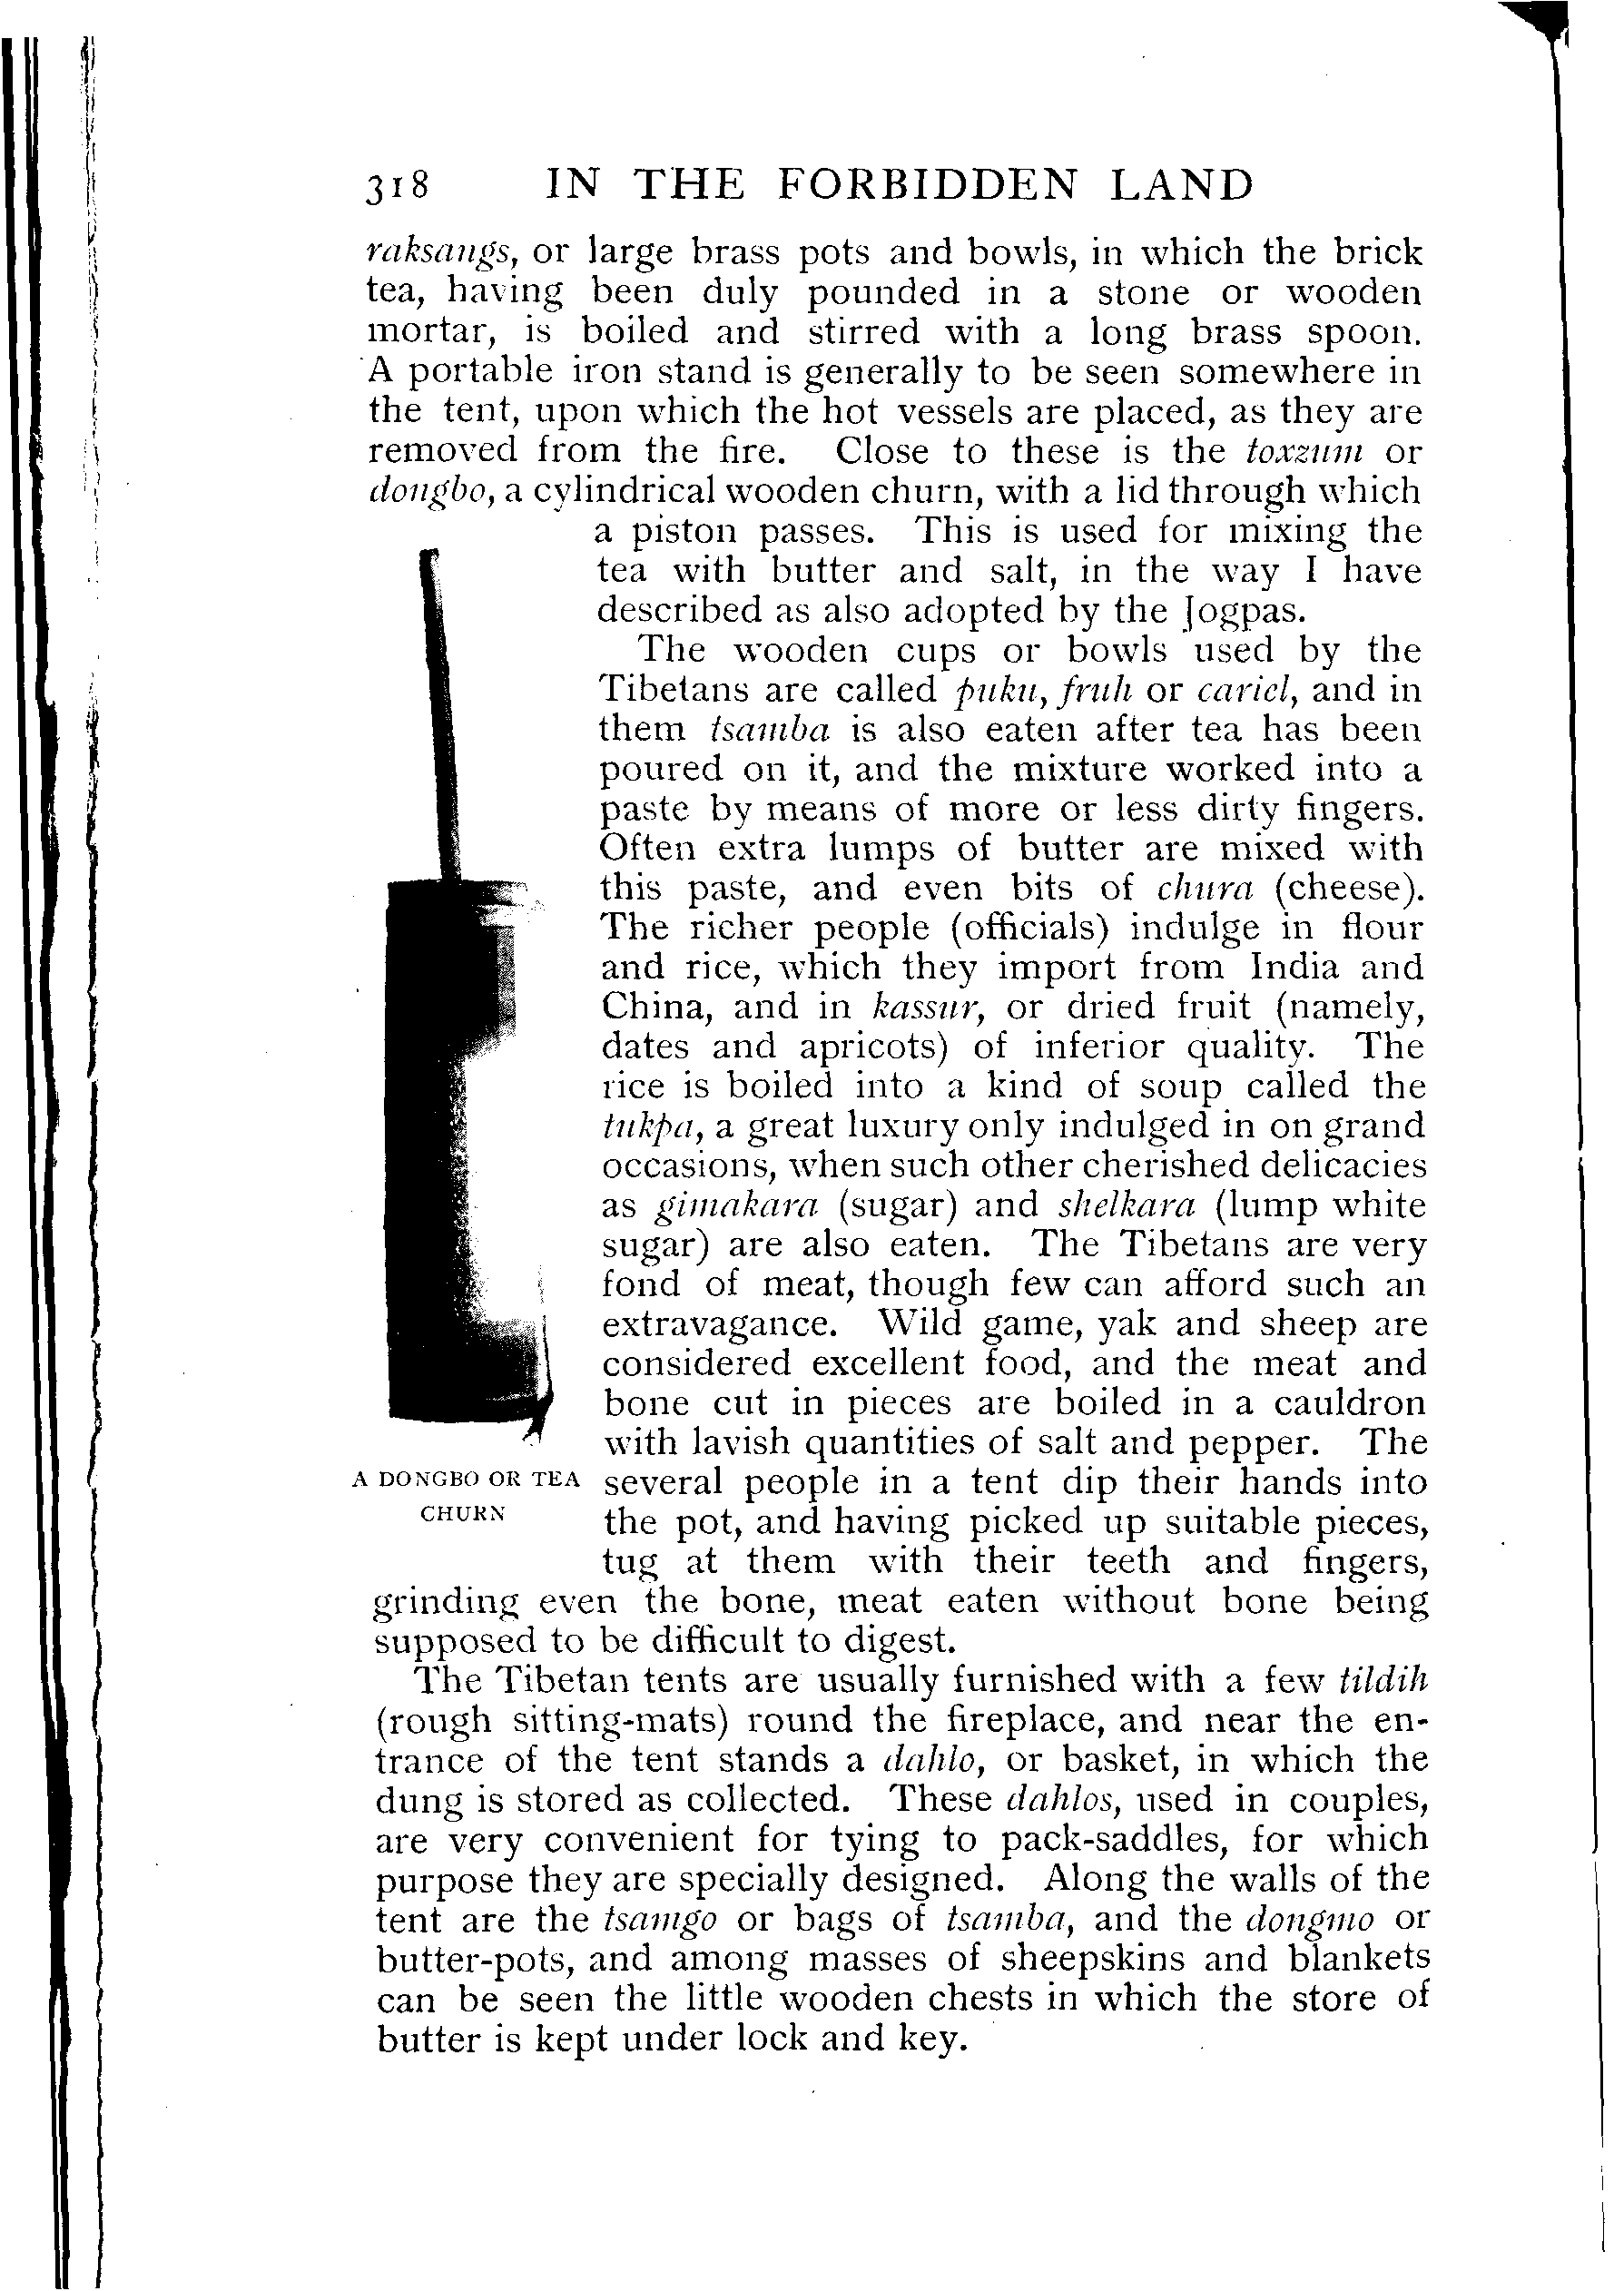 318 IN THE FORBIDDEN LAND
raksangs, or large brass pots and bowls, in which the brick
tea, having been duly pounded in a stone or wooden
mortar, is boiled and stirred with a long brass spoon.
A portable iron stand is generally to be seen somewhere in
the tent, upon which the hot vessels are placed, as they are
removed from the fire. Close to these is the toxzum or
dongbo, a cylindrical wooden churn, with a lid through which
a piston passes. This is used for mixing the
tea with butter and salt, in the way I have
described as also adopted by the Jogpas.
The wooden cups or bowls used by the
Tibetans are called puku, fruh or cariel, and in
them tsamba is also eaten after tea has been
poured on it, and the mixture worked into a
paste by means of more or less dirty fingers.
Often extra lumps of butter are mixed with
this paste, and even bits of chura (cheese).
The richer people (officials) indulge in flour
and rice, which they import from India and
China, and in kassur, or dried fruit (namely,
dates and apricots) of inferior quality. The
rice is boiled into a kind of soup called the
tukpa, a great luxury only indulged in on grand
occasions, when such other cherished delicacies
as gimakara (sugar) and shelkara (lump white
sugar) are also eaten. The Tibetans are very
fond of meat, though few can afford such an
extravagance. Wild game, yak and sheep are
considered excellent food, and the meat and
bone cut in pieces are boiled in a cauldron
with lavish quantities of salt and pepper. The
several people in a tent dip their hands into
the pot, and having picked up suitable pieces,
tug at them with their teeth and fingers,
grinding even the bone, meat eaten without bone being
supposed to be difficult to digest.
A DONGBO OR TEA
CHURN
The Tibetan tents are usually furnished with a few tildih
(rough sitting-mats) round the fireplace, and near the en-
trance of the tent stands a dahlo, or basket, in which the
dung is stored as collected. These dahlos, used in couples,
are very convenient for tying to pack-saddles, for which
purpose they are specially designed. Along the walls of the
tent are the tsamgo or bags of tsamba, and the dongmo or
butter-pots, and among masses of sheepskins and blankets
can be seen the little wooden chests in which the store of
butter is kept under lock and key.